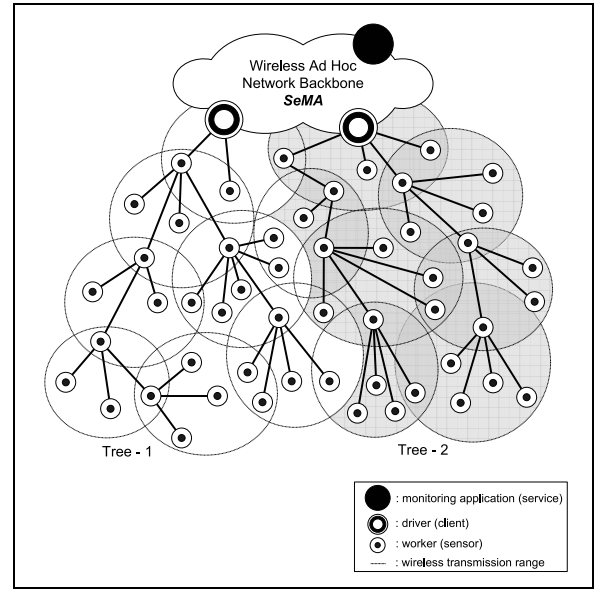 Wireless Ad Hoc
Network Backbone
SeMA
Tree - 1
Tree - 2
: monitoring application (service)
: driver (client)
: worker (sensor)
: wireless transmission range